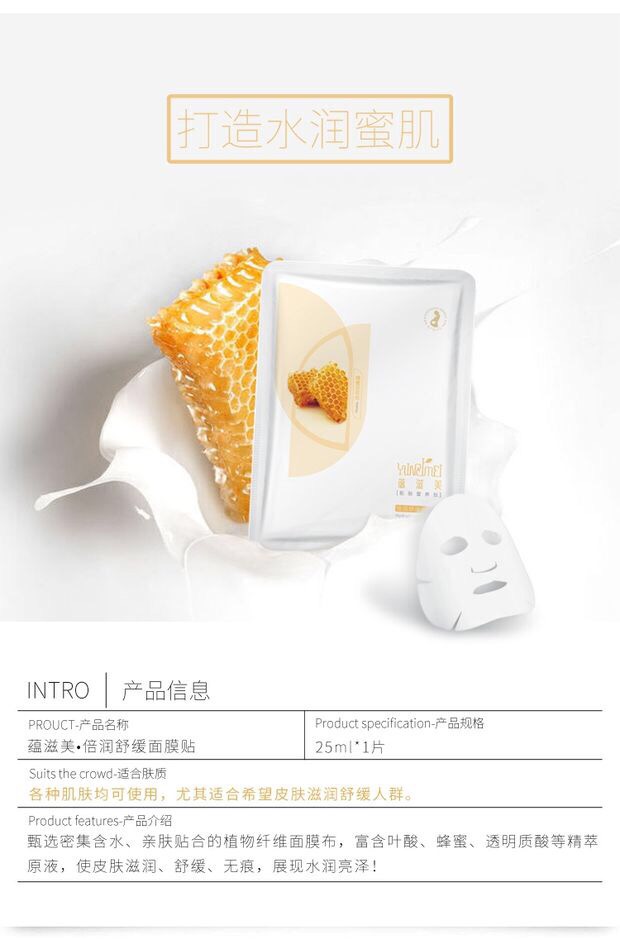 打造水润蜜肌
YUNZIMEI
蕴滋美
INTRO 产品信息
PROUCT-产品名称
Product specification-产品规格
蕴滋美•倍润舒缓面膜贴
25ml*1片
Suits the crowd-适合肤质
各种肌肤均可使用，尤其适合希望皮肤滋润舒缓人群。
Product features-产品介绍
甄选密集含水、亲肤贴合的植物纤维面膜布，富含叶酸、蜂蜜、透明质酸等精萃
原液，使皮肤滋润、舒缓、无痕，展现水润亮泽！